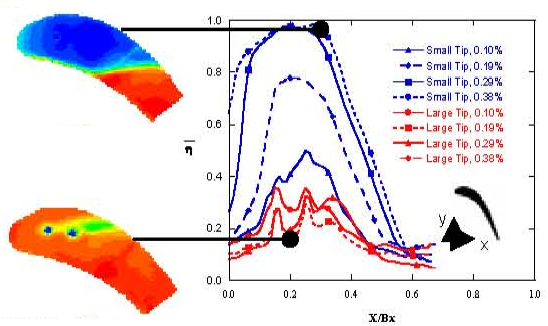 1.0
0.8
0.6
0.4
0.2
0.0
η
0.0 0.2 0.4 0.6 0.8 1.0
X/Bx
Small Tip, 0.10%
Small Tip, 0.19%
Small Tip, 0.29%
Small Tip, 0.38%
Large Tip, 0.10%
Large Tip, 0.19%
Large Tip, 0.29%
Large Tip, 0.38%
y
x